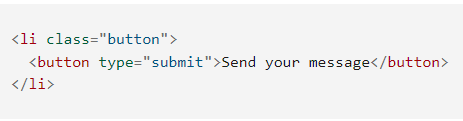 <li class="button">
  <button type="submit">Send your message</button>
</li>